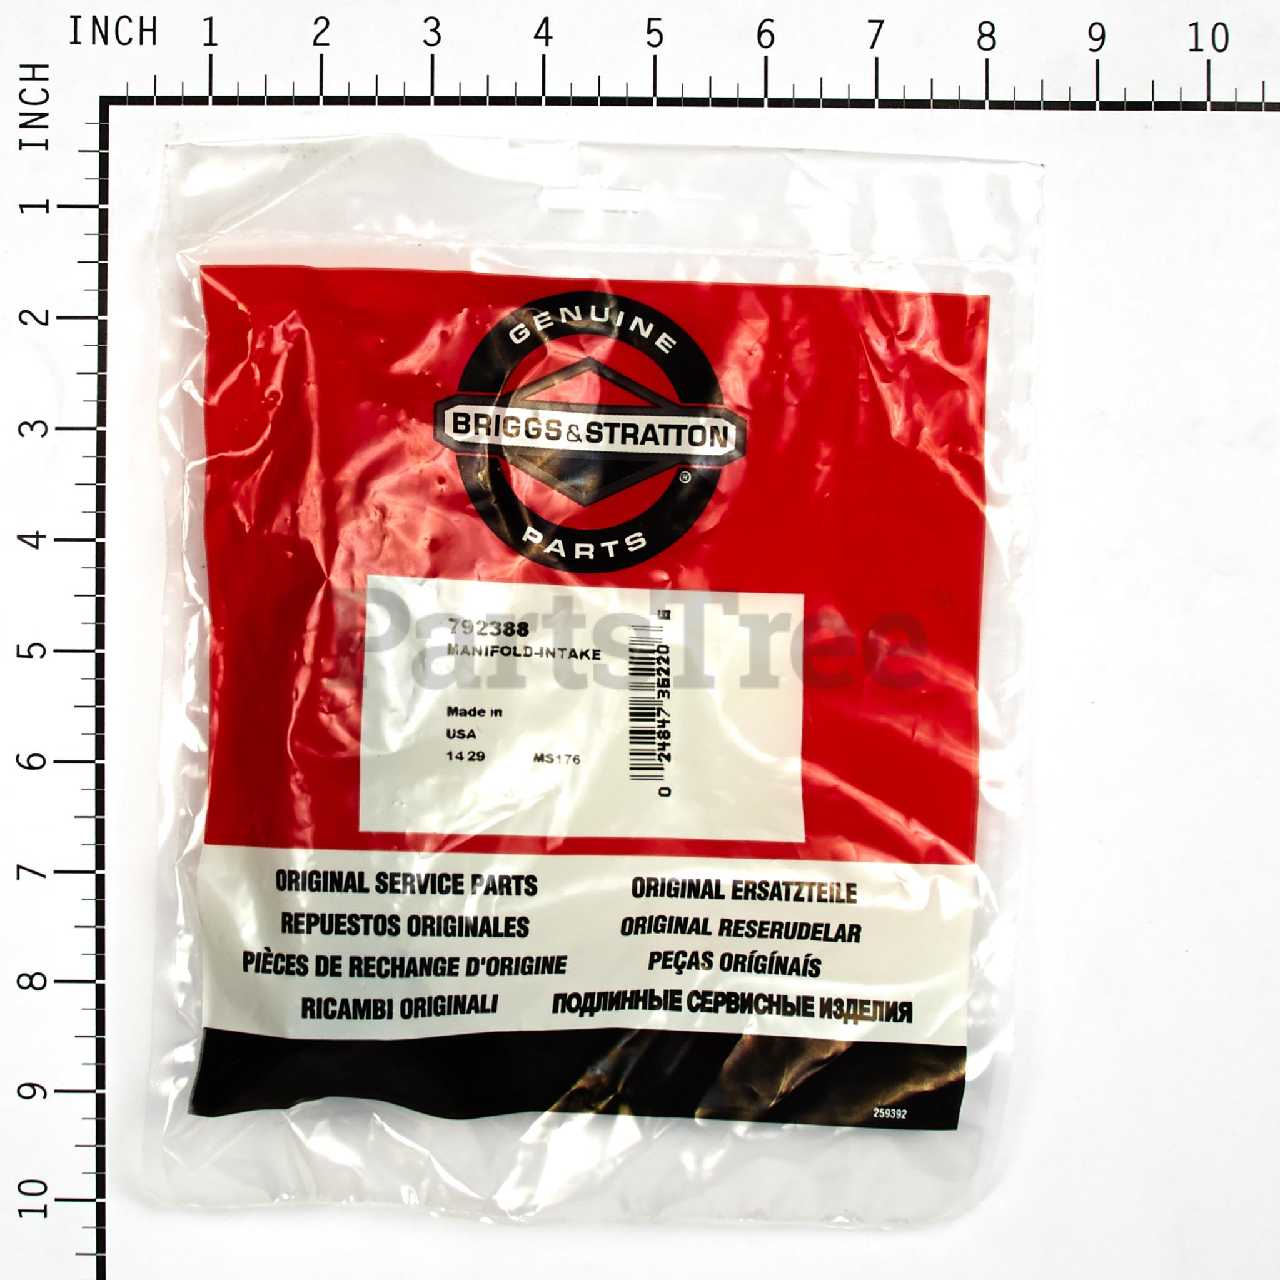 INCH 1 2 3 4 5 6 7 8 9 10
INCH 1 2 3 4 5 6 7 8 9 10
GENUINE
BRIGGS&STRATTON
®
PARTS
PartsTree™
792388
MANIFOLD-INTAKE
Made in
USA
14 29 MS176
0 24847 36220 6
ORIGINAL SERVICE PARTS
ORIGINAL ERSATZTEILE
REPUESTOS ORIGINALES
ORIGINAL RESERUDELAR
PIÈCES DE RECHANGE D'ORIGINE
PEÇAS ORÍGÍNAÍS
RICAMBI ORIGINALI
ПОДЛИННЫЕ СЕРВИСНЫЕ ИЗДЕЛИЯ
259392